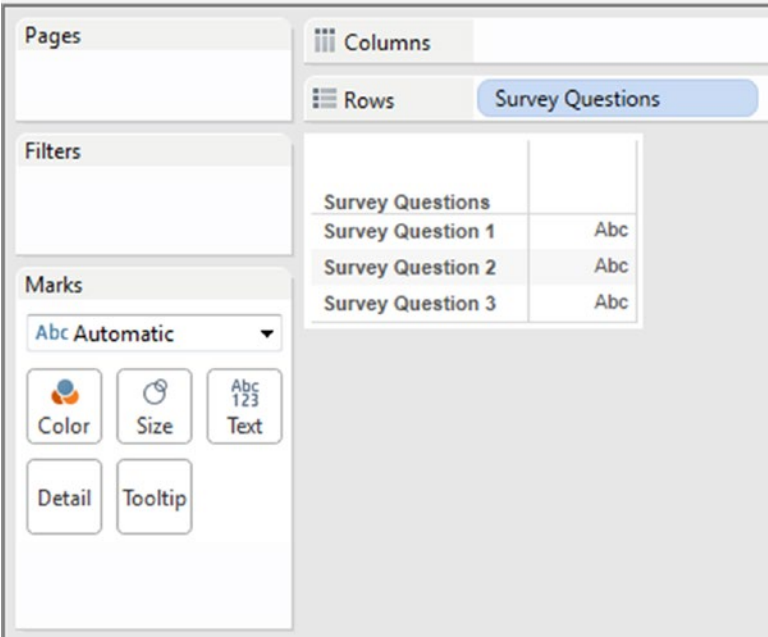 Pages
Columns
Rows
Survey Questions
Filters
Survey Questions
Survey Question 1 Abc
Survey Question 2 Abc
Survey Question 3 Abc
Marks
Abc Automatic
Color
Size
Abc
123
Text
Detail
Tooltip